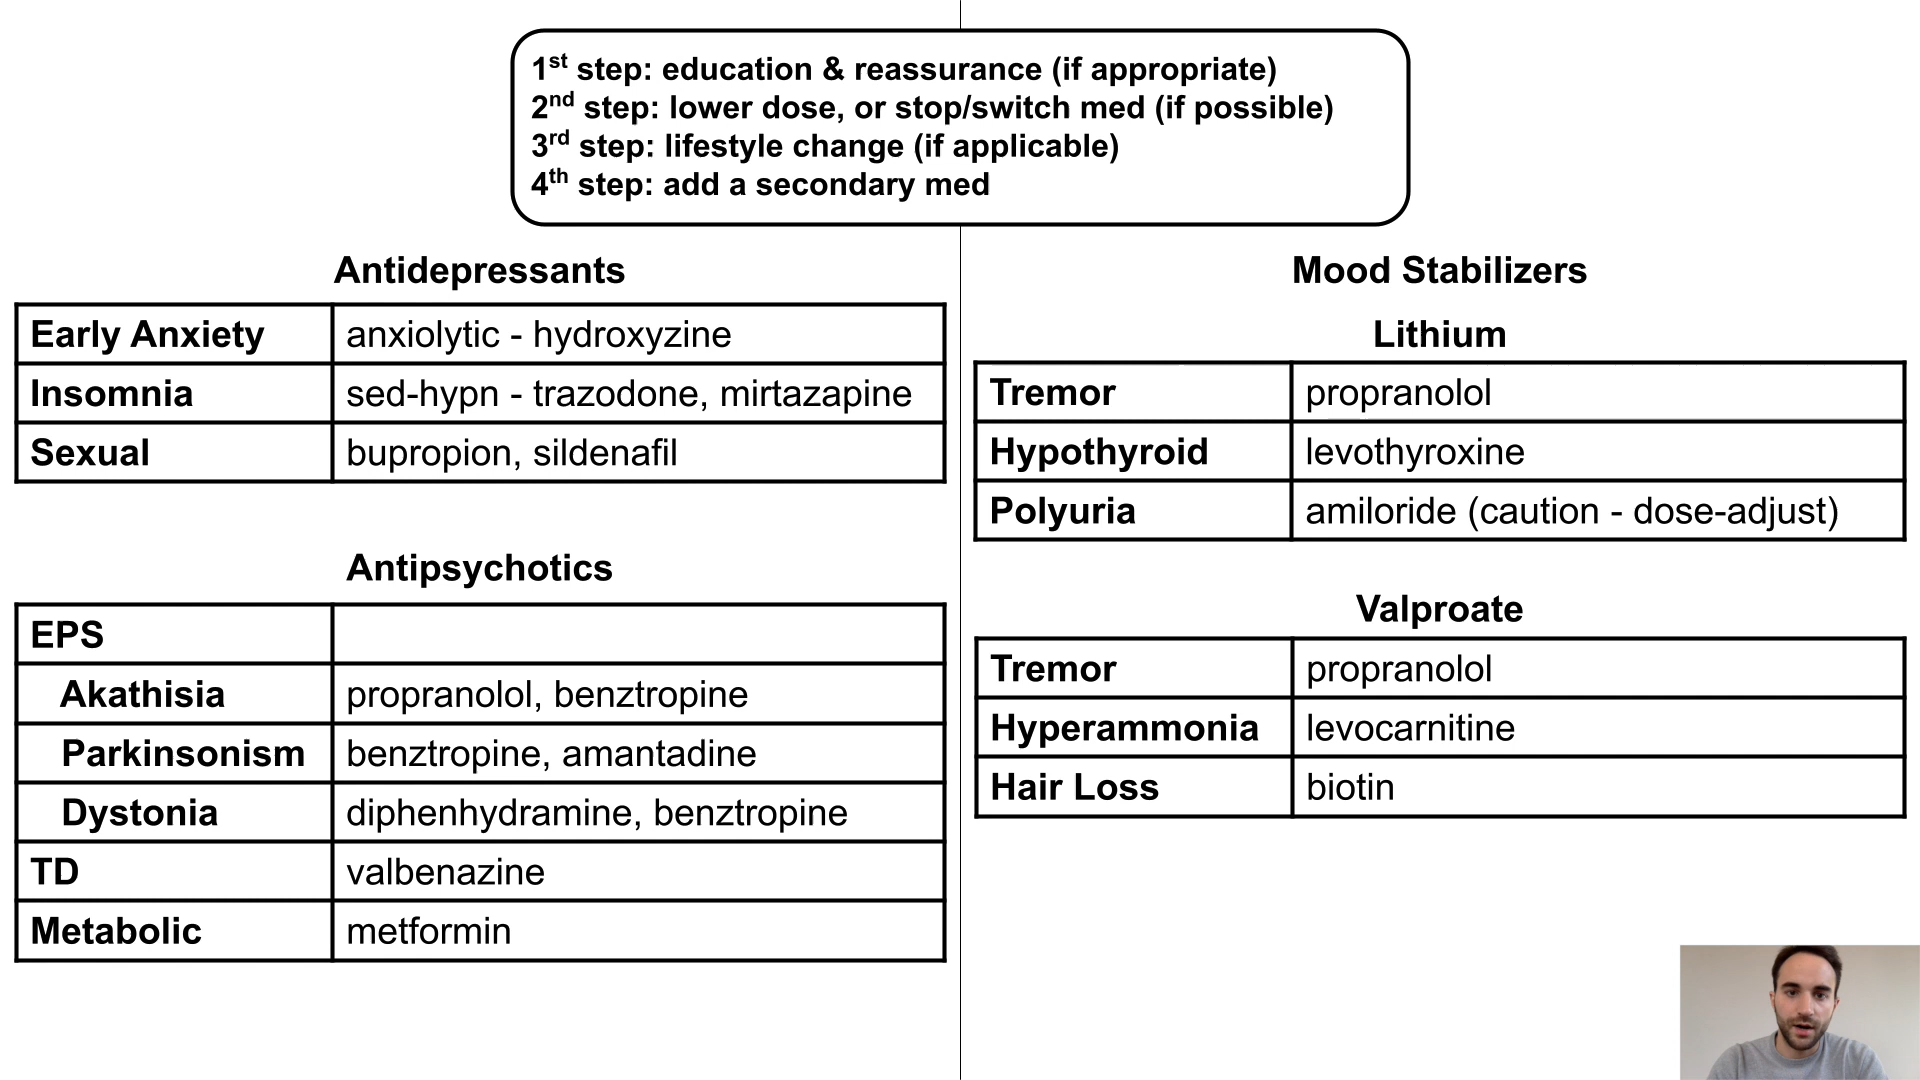 1st step: education & reassurance (if appropriate)
2nd step: lower dose, or stop/switch med (if possible)
3rd step: lifestyle change (if applicable)
4th step: add a secondary med
Antidepressants
Early Anxiety anxiolytic - hydroxyzine
Insomnia sed-hypn - trazodone, mirtazapine
Sexual bupropion, sildenafil
Antipsychotics
EPS
Akathisia propranolol, benztropine
Parkinsonism benztropine, amantadine
Dystonia diphenhydramine, benztropine
TD valbenazine
Metabolic metformin
Mood Stabilizers
Lithium
Tremor propranolol
Hypothyroid levothyroxine
Polyuria amiloride (caution - dose-adjust)
Valproate
Tremor propranolol
Hyperammonia levocarnitine
Hair Loss biotin